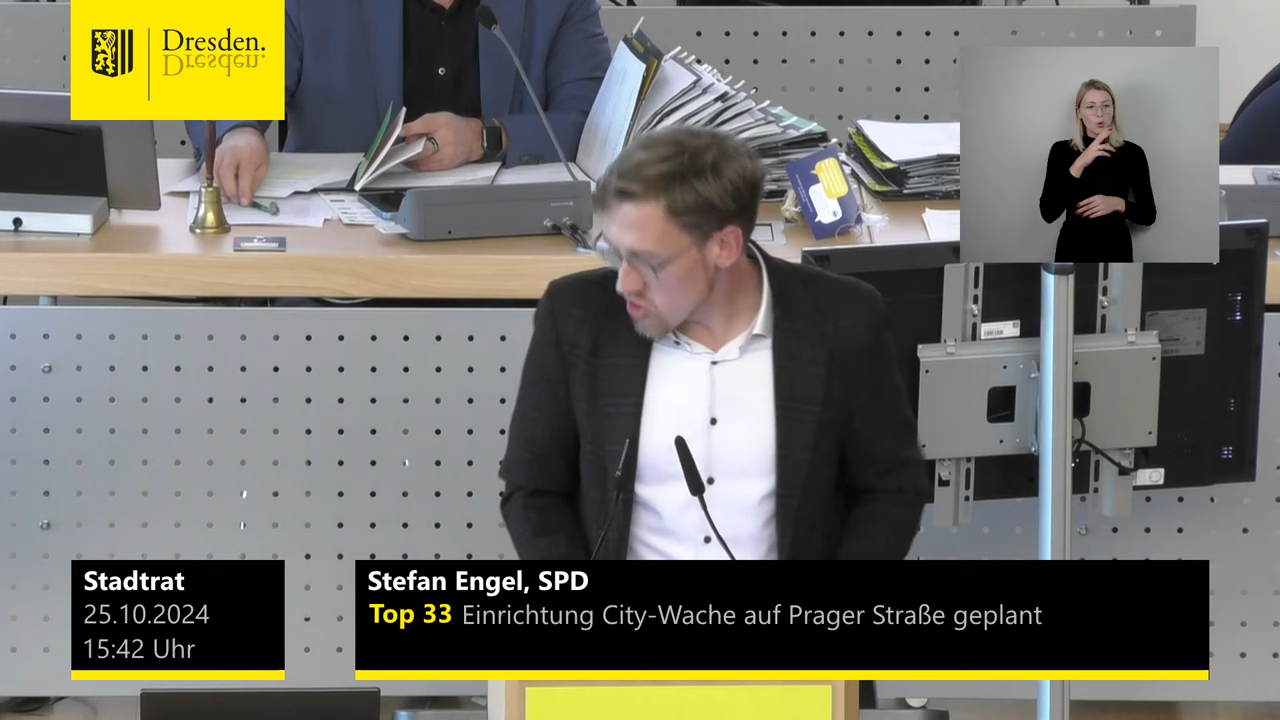 Dresden.
Dresden.
Stadtrat
25.10.2024
15:42 Uhr
Stefan Engel, SPD
Top 33 Einrichtung City-Wache auf Prager Straße geplant